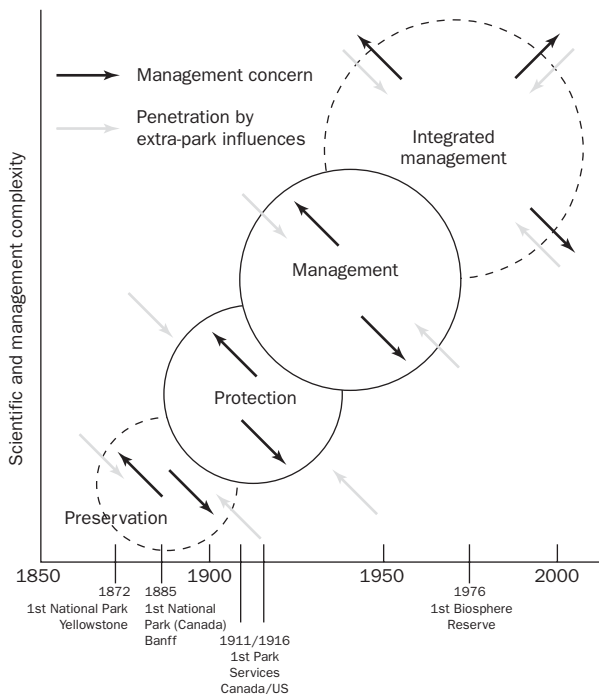 Management concern
Penetration by
extra-park influences
Integrated
management
Management
Protection
Preservation
Scientific and management complexity
1850
1900
1950
2000
1872
1st National Park
Yellowstone
1885
1st National
Park (Canada)
Banff
1911/1916
1st Park
Services
Canada/US
1976
1st Biosphere
Reserve